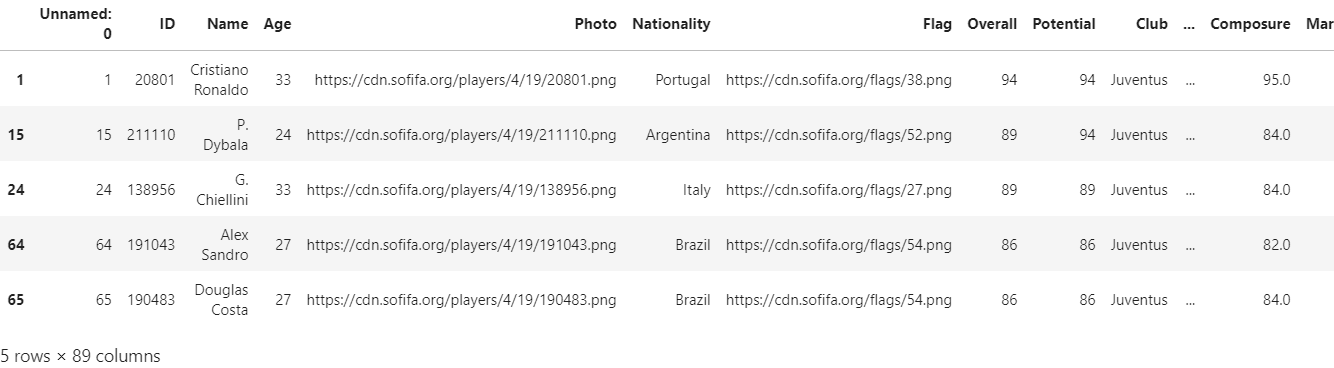 Unnamed: 0 ID Name Age Photo Nationality Flag Overall Potential Club ... Composure Mar
1 1 20801 Cristiano Ronaldo 33 https://cdn.sofifa.org/players/4/19/20801.png Portugal https://cdn.sofifa.org/flags/38.png 94 94 Juventus ... 95.0
15 15 211110 P. Dybala 24 https://cdn.sofifa.org/players/4/19/211110.png Argentina https://cdn.sofifa.org/flags/52.png 89 94 Juventus ... 84.0
24 24 138956 G. Chiellini 33 https://cdn.sofifa.org/players/4/19/138956.png Italy https://cdn.sofifa.org/flags/27.png 89 89 Juventus ... 84.0
64 64 191043 Alex Sandro 27 https://cdn.sofifa.org/players/4/19/191043.png Brazil https://cdn.sofifa.org/flags/54.png 86 86 Juventus ... 82.0
65 65 190483 Douglas Costa 27 https://cdn.sofifa.org/players/4/19/190483.png Brazil https://cdn.sofifa.org/flags/54.png 86 86 Juventus ... 84.0
5 rows × 89 columns